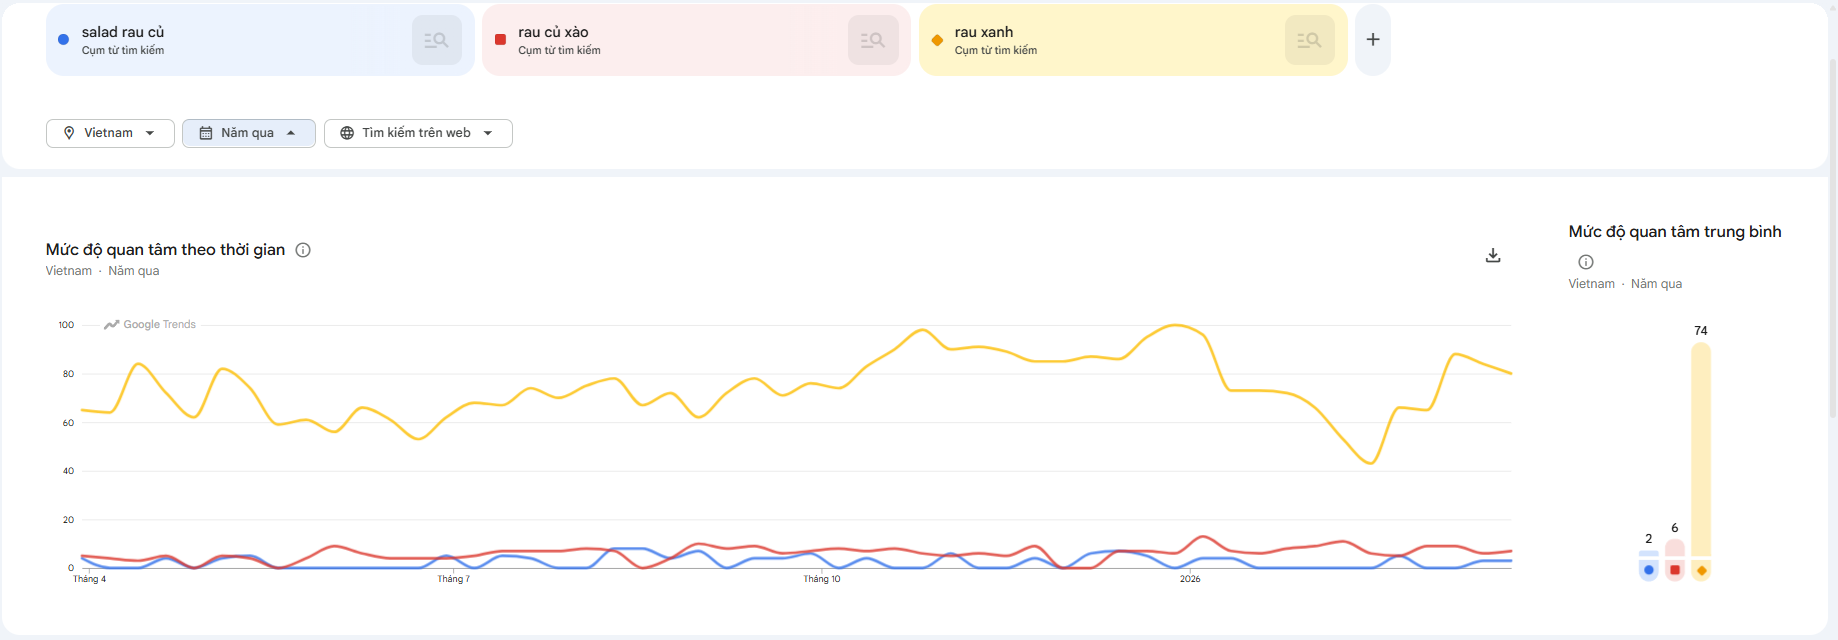 salad rau củ
Cụm từ tìm kiếm
rau củ xào
Cụm từ tìm kiếm
rau xanh
Cụm từ tìm kiếm
+
Vietnam
Năm qua
Tìm kiếm trên web
Mức độ quan tâm theo thời gian
Vietnam · Năm qua
Mức độ quan tâm trung bình
Vietnam · Năm qua
Google Trends
100
80
60
40
20
0
Tháng 4
Tháng 7
Tháng 10
2026
2
6
74